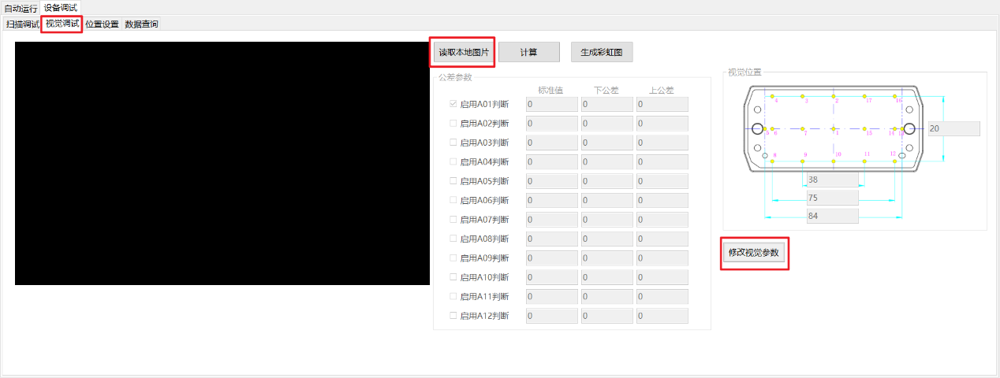 自动运行 设备调试
扫描调试 视觉调试 位置设置 数据查询
读取本地图片 计算 生成彩虹图
公差参数
标准值 下公差 上公差
启用A01判断 0 0 0
启用A02判断 0 0 0
启用A03判断 0 0 0
启用A04判断 0 0 0
启用A05判断 0 0 0
启用A06判断 0 0 0
启用A07判断 0 0 0
启用A08判断 0 0 0
启用A09判断 0 0 0
启用A10判断 0 0 0
启用A11判断 0 0 0
启用A12判断 0 0 0
视觉位置
4 3 2 17 16
5 6 7 1 15 14 13
20
8 9 10 11 12
38
75
84
修改视觉参数